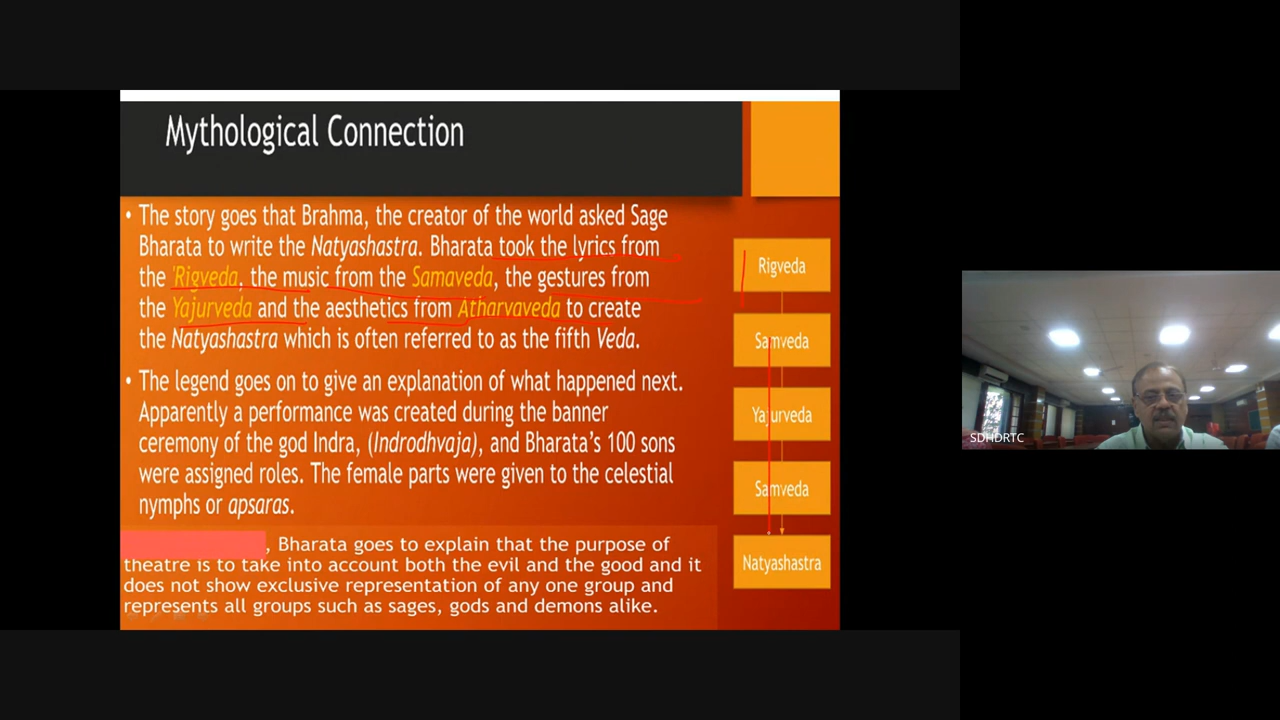 Mythological Connection
• The story goes that Brahma, the creator of the world asked Sage
Bharata to write the Natyashastra. Bharata took the lyrics from
the 'Rigveda, the music from the Samaveda, the gestures from
the Yajurveda and the aesthetics from Atharvaveda to create
the Natyashastra which is often referred to as the fifth Veda.
• The legend goes on to give an explanation of what happened next.
Apparently a performance was created during the banner
ceremony of the god Indra, (Indrodhvaja), and Bharata's 100 sons
were assigned roles. The female parts were given to the celestial
nymphs or apsaras.
, Bharata goes to explain that the purpose of
theatre is to take into account both the evil and the good and it
does not show exclusive representation of any one group and
represents all groups such as sages, gods and demons alike.
Rigveda
Samveda
Yajurveda
Samveda
Natyashastra
SDHDRTC